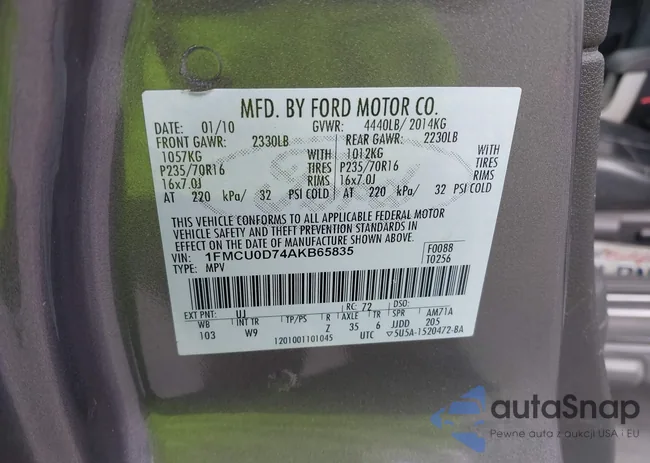 MFD. BY FORD MOTOR CO.
DATE: 01/10 GVWR: 4440LB/ 2014KG
FRONT GAWR: 2330LB REAR GAWR: 2230LB
1057KG WITH 1012KG WITH
P235/70R16 TIRES P235/70R16 TIRES
16x7.0J RIMS 16x7.0J RIMS
AT 220 kPa/ 32 PSI COLD AT 220 kPa/ 32 PSI COLD
THIS VEHICLE CONFORMS TO ALL APPLICABLE FEDERAL MOTOR
VEHICLE SAFETY AND THEFT PREVENTION STANDARDS
IN EFFECT ON THE DATE OF MANUFACTURE SHOWN ABOVE.
VIN: 1FMCU0D74AKB65835 F0088
TYPE: MPV T0256
EXT PNT: UJ RC: 72 DSO:
WB INT TR TP/PS R AXLE TR SPR AM71A
103 W9 Z 35 6 JJDD 205
1201001101045 UTC 5U5A-1520472-BA
autaSnap
Pewne auta z aukcji USA i EU